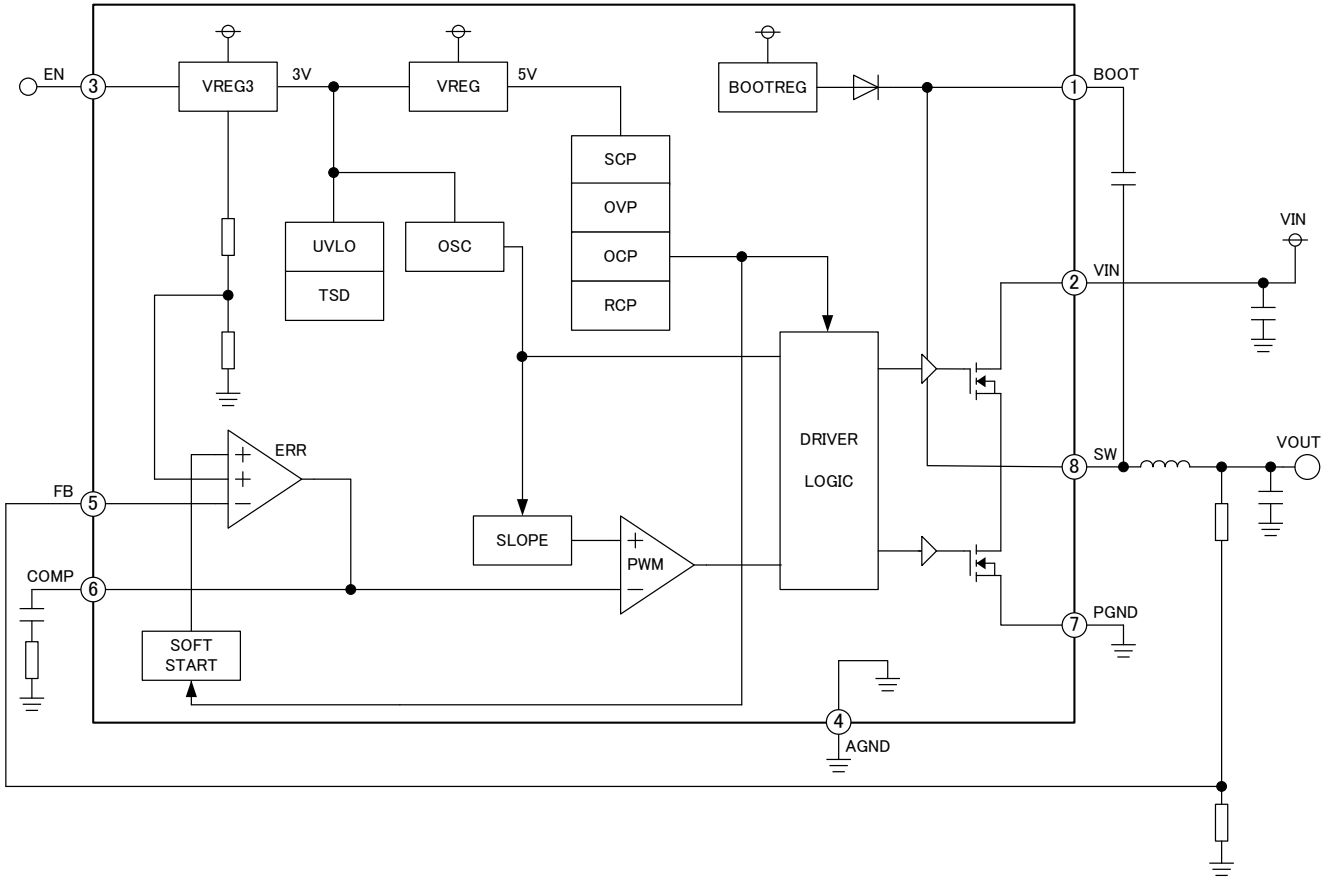 EN
3
VREG3
3V
VREG
5V
BOOTREG
1
BOOT
SCP
OVP
OCP
RCP
UVLO
TSD
OSC
VIN
2
VIN
DRIVER
LOGIC
ERR
+
+
−
FB
5
SW
8
VOUT
SLOPE
+
PWM
−
COMP
6
SOFT
START
7
PGND
4
AGND